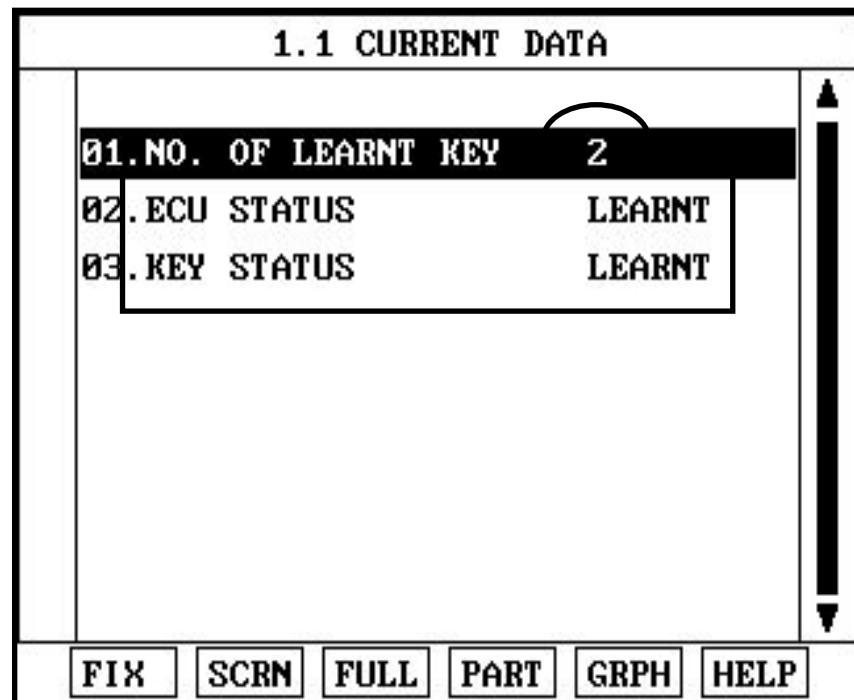 1.1 CURRENT DATA
01.NO. OF LEARNT KEY 2
02.ECU STATUS LEARNT
03.KEY STATUS LEARNT
FIX SCRN FULL PART GRPH HELP